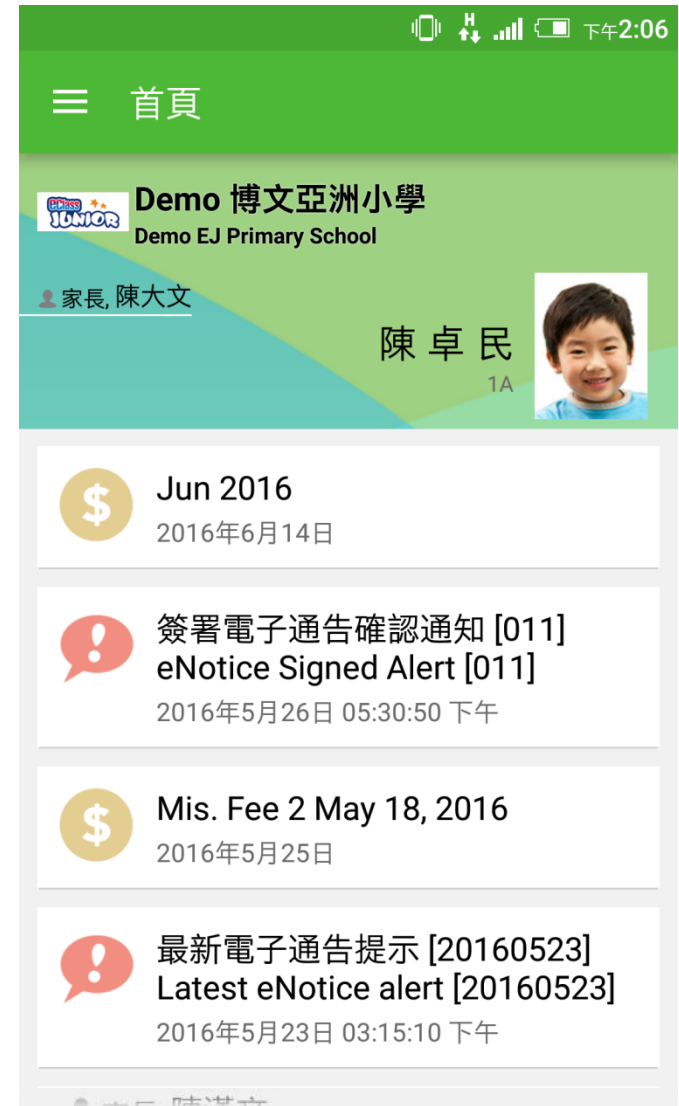 H
下午2:06
首頁
eClass
JUNIOR
Demo 博文亞洲小學
Demo EJ Primary School
家長, 陳大文
陳 卓 民
1A
Jun 2016
2016年6月14日
簽署電子通告確認通知 [011]
eNotice Signed Alert [011]
2016年5月26日 05:30:50 下午
Mis. Fee 2 May 18, 2016
2016年5月25日
最新電子通告提示 [20160523]
Latest eNotice alert [20160523]
2016年5月23日 03:15:10 下午